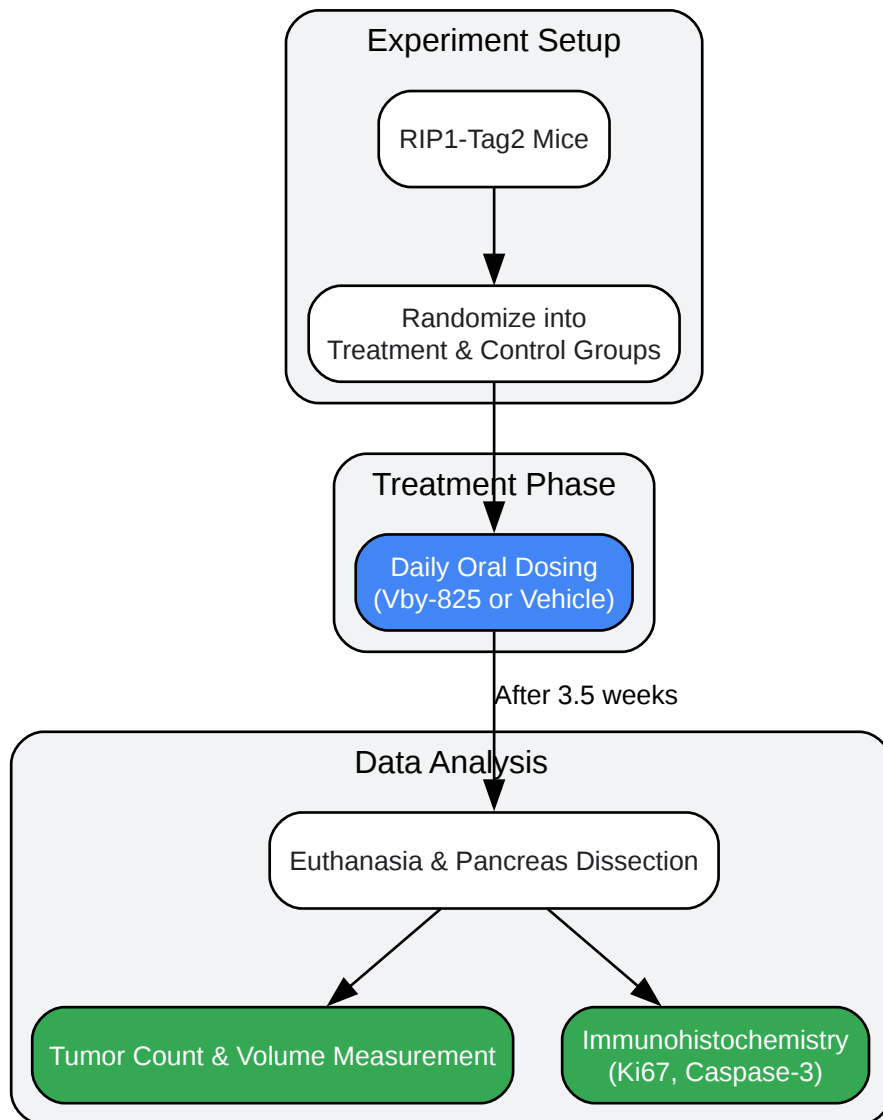 Experiment Setup
RIP1-Tag2 Mice
Randomize into
Treatment & Control Groups
Treatment Phase
Daily Oral Dosing
(Vby-825 or Vehicle)
After 3.5 weeks
Data Analysis
Euthanasia & Pancreas Dissection
Tumor Count & Volume Measurement
Immunohistochemistry
(Ki67, Caspase-3)